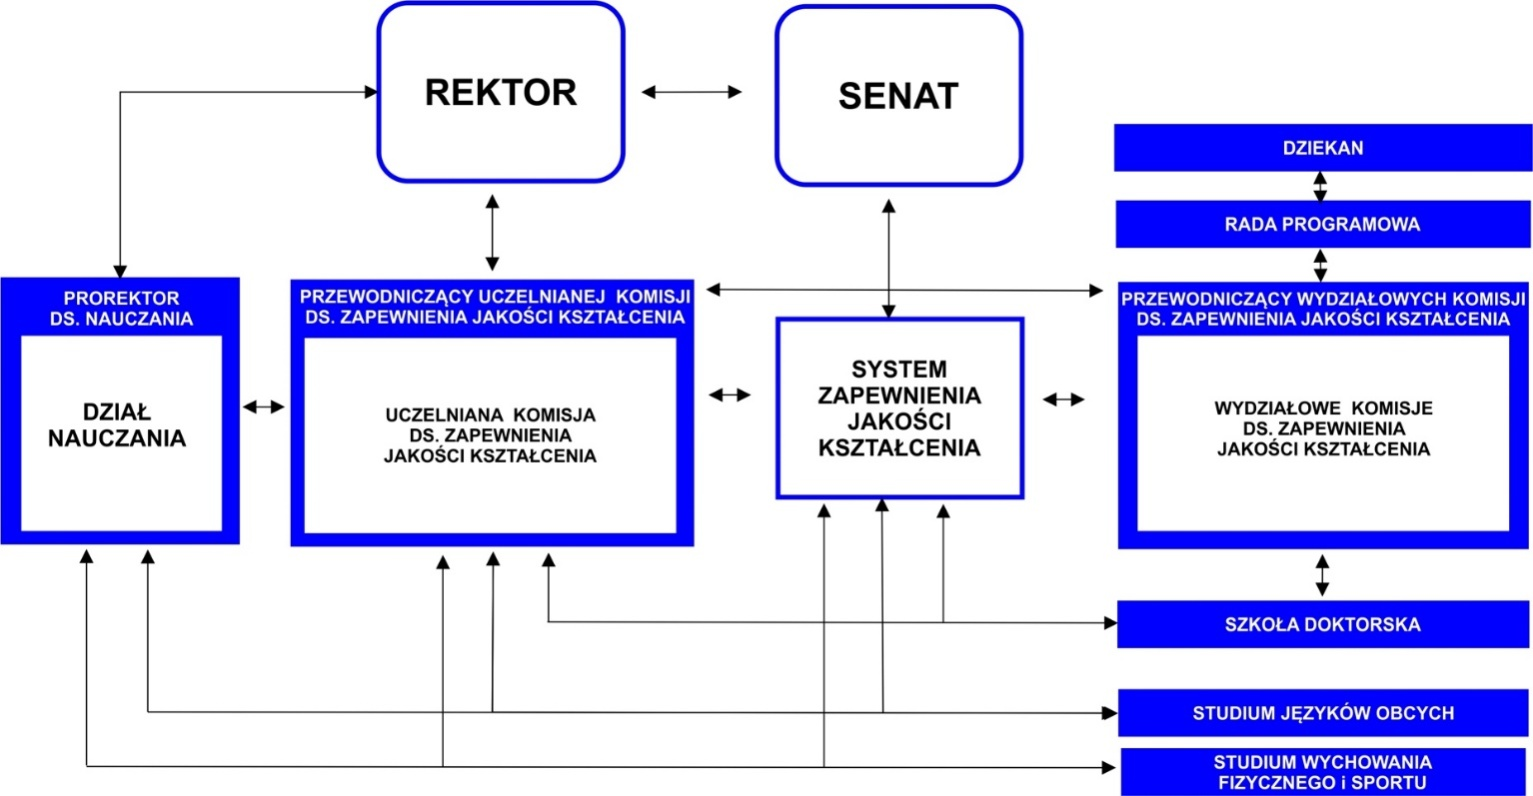 REKTOR
SENAT
DZIEKAN
RADA PROGRAMOWA
PROREKTOR
DS. NAUCZANIA
DZIAŁ
NAUCZANIA
PRZEWODNICZĄCY UCZELNIANEJ KOMISJI
DS. ZAPEWNIENIA JAKOŚCI KSZTAŁCENIA
UCZELNIANA KOMISJA
DS. ZAPEWNIENIA
JAKOŚCI KSZTAŁCENIA
SYSTEM
ZAPEWNIENIA
JAKOŚCI
KSZTAŁCENIA
PRZEWODNICZĄCY WYDZIAŁOWYCH KOMISJI
DS. ZAPEWNIENIA JAKOŚCI KSZTAŁCENIA
WYDZIAŁOWE KOMISJE
DS. ZAPEWNIENIA
JAKOŚCI KSZTAŁCENIA
SZKOŁA DOKTORSKA
STUDIUM JĘZYKÓW OBCYCH
STUDIUM WYCHOWANIA
FIZYCZNEGO i SPORTU